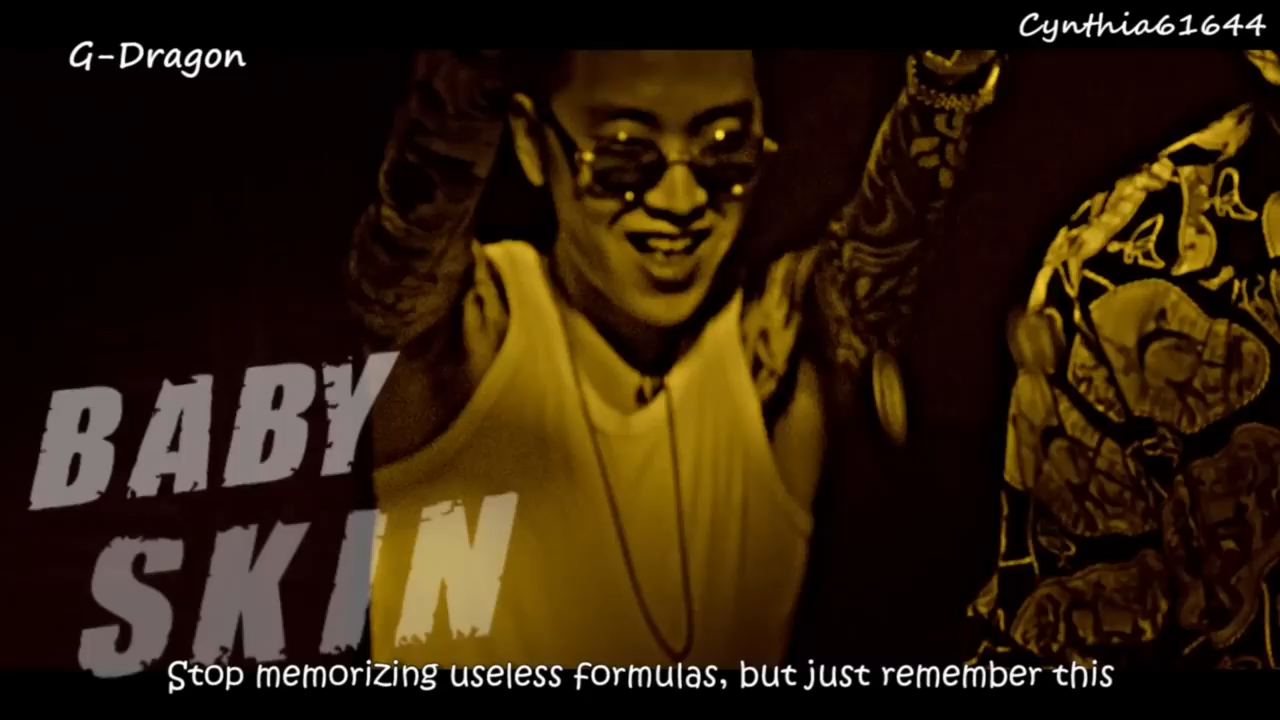 Cynthia61644
G-Dragon
BABY
SKIN
Stop memorizing useless formulas, but just remember this